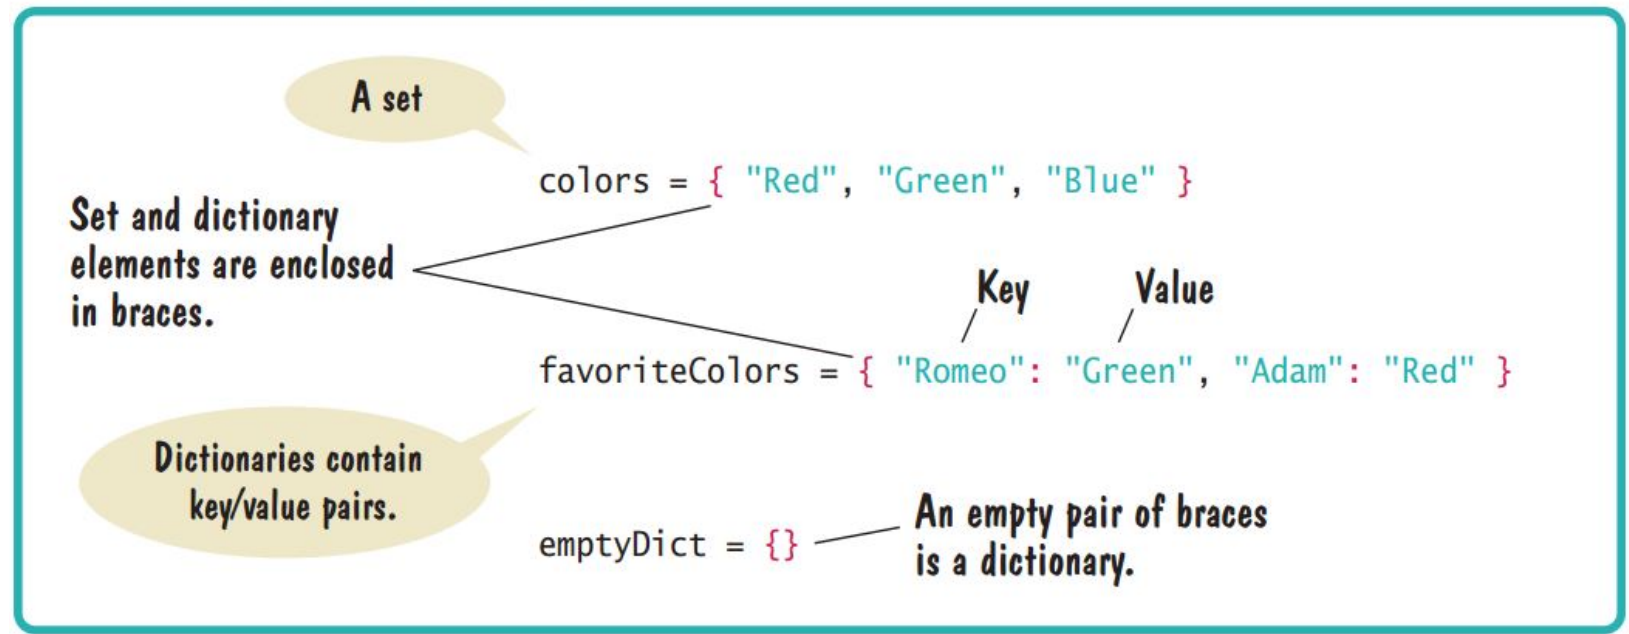 A set
colors = { "Red", "Green", "Blue" }
Set and dictionary
elements are enclosed
in braces.
Key
Value
favoriteColors = { "Romeo": "Green", "Adam": "Red" }
Dictionaries contain
key/value pairs.
emptyDict = {}
An empty pair of braces
is a dictionary.